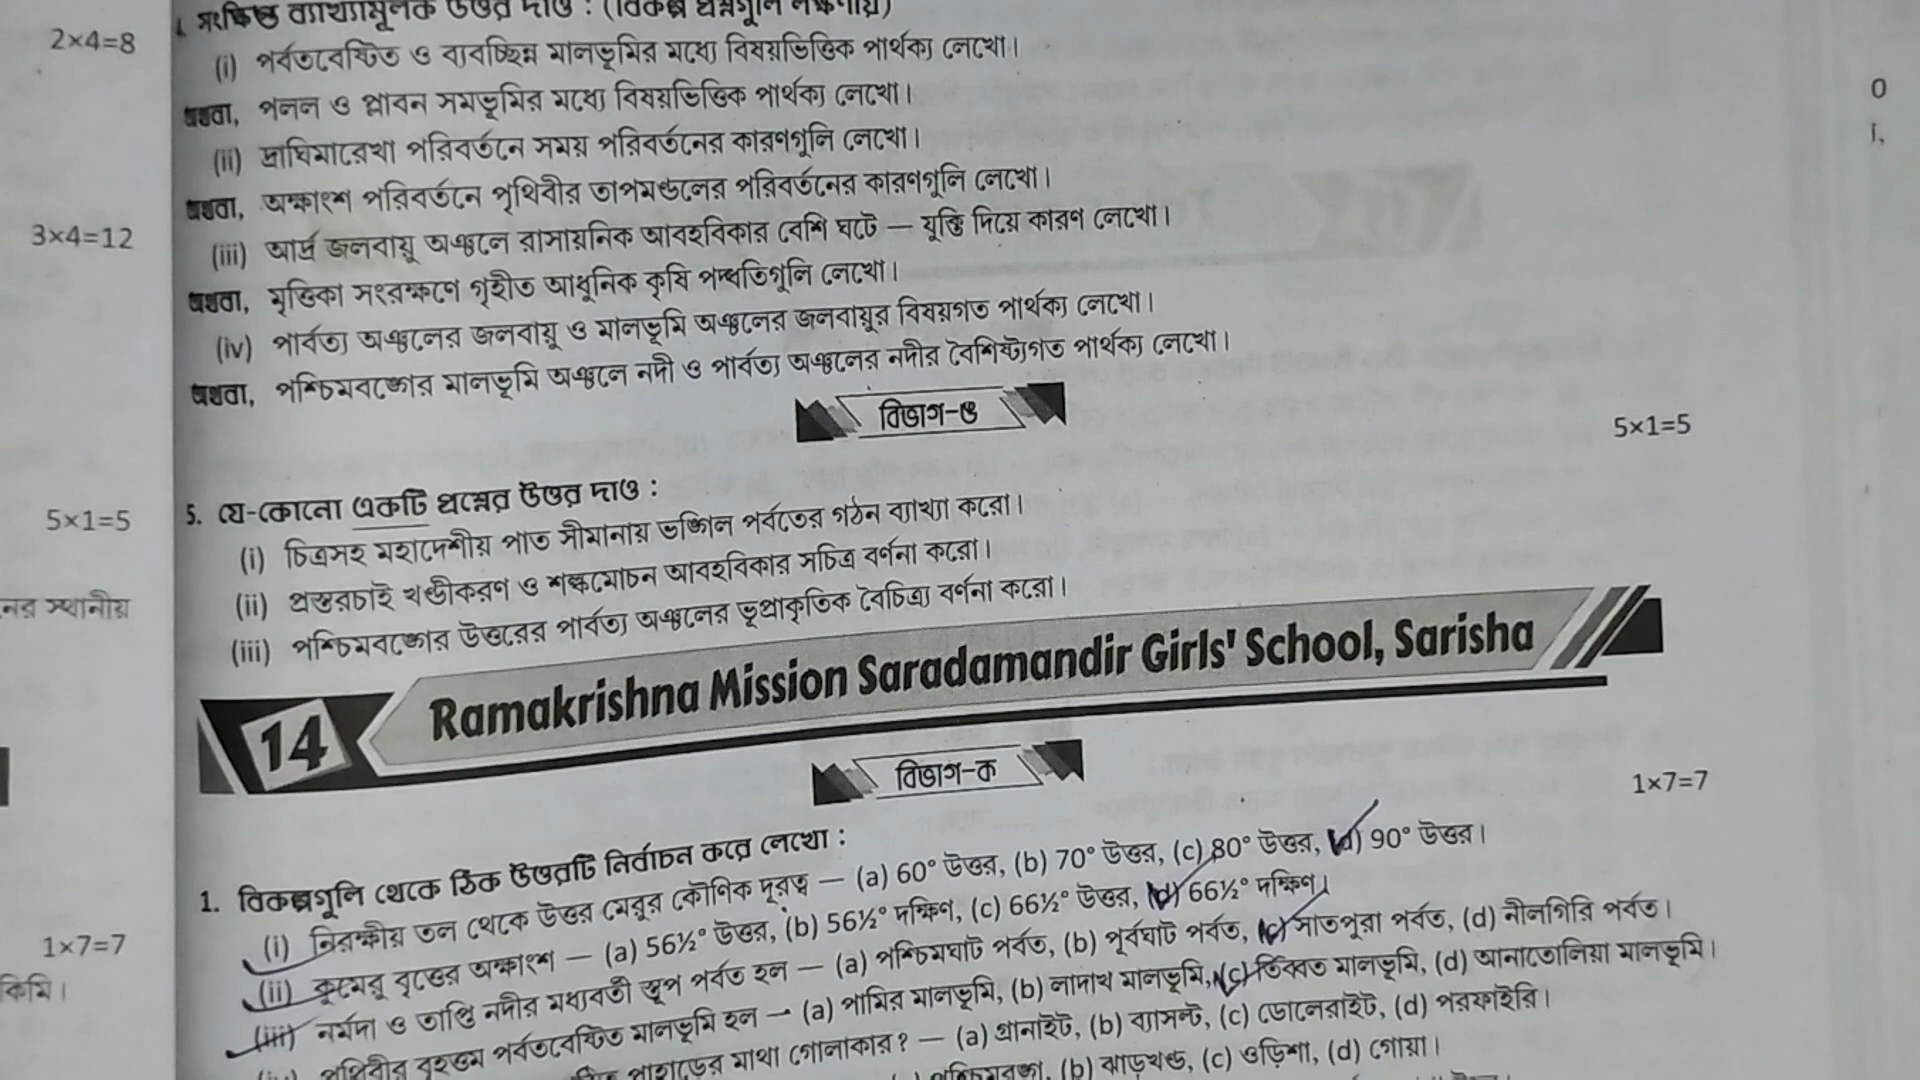 2×4=8
4. সংক্ষিপ্ত ব্যাখ্যামূলক উত্তর দাও : (বিকল্প প্রশ্নগুলি লক্ষণীয়)
(i) পর্বতবেষ্টিত ও ব্যবচ্ছিন্ন মালভূমির মধ্যে বিষয়ভিত্তিক পার্থক্য লেখো।
অথবা, পলল ও প্লাবন সমভূমির মধ্যে বিষয়ভিত্তিক পার্থক্য লেখো।
(ii) দ্রাঘিমারেখা পরিবর্তনে সময় পরিবর্তনের কারণগুলি লেখো।
অথবা, অক্ষাংশ পরিবর্তনে পৃথিবীর তাপমণ্ডলের পরিবর্তনের কারণগুলি লেখো।
3×4=12
(iii) আর্দ্র জলবায়ু অঞ্চলে রাসায়নিক আবহবিকার বেশি ঘটে — যুক্তি দিয়ে কারণ লেখো।
অথবা, মৃত্তিকা সংরক্ষণে গৃহীত আধুনিক কৃষি পদ্ধতিগুলি লেখো।
(iv) পার্বত্য অঞ্চলের জলবায়ু ও মালভূমি অঞ্চলের জলবায়ুর বিষয়গত পার্থক্য লেখো।
অথবা, পশ্চিমবঙ্গের মালভূমি অঞ্চলে নদী ও পার্বত্য অঞ্চলের নদীর বৈশিষ্ট্যগত পার্থক্য লেখো।
বিভাগ-ঙ
5×1=5
5×1=5
5. যে-কোনো একটি প্রশ্নের উত্তর দাও :
(i) চিত্রসহ মহাদেশীয় পাত সীমানায় ভঙ্গিল পর্বতের গঠন ব্যাখ্যা করো।
(ii) প্রস্তরচাঁই খণ্ডীকরণ ও শল্কমোচন আবহবিকার সচিত্র বর্ণনা করো।
(iii) পশ্চিমবঙ্গের উত্তরের পার্বত্য অঞ্চলের ভূপ্রাকৃতিক বৈচিত্র্য বর্ণনা করো।
নের স্থানীয়
14 Ramakrishna Mission Saradamandir Girls' School, Sarisha
বিভাগ-ক
1×7=7
1. বিকল্পগুলি থেকে ঠিক উত্তরটি নির্বাচন করে লেখো :
(i) নিরক্ষীয় তল থেকে উত্তর মেরুর কৌণিক দূরত্ব — (a) 60° উত্তর, (b) 70° উত্তর, (c) 80° উত্তর, (d) 90° উত্তর।
(ii) কুমেরু বৃত্তের অক্ষাংশ — (a) 56½° উত্তর, (b) 56½° দক্ষিণ, (c) 66½° উত্তর, (d) 66½° দক্ষিণ।
(iii) নর্মদা ও তাপ্তি নদীর মধ্যবর্তী স্তূপ পর্বত হল — (a) পশ্চিমঘাট পর্বত, (b) পূর্বঘাট পর্বত, (c) সাতপুরা পর্বত, (d) নীলগিরি পর্বত।
1×7=7
কিমি।
পৃথিবীর বৃহত্তম পর্বতবেষ্টিত মালভূমি হল — (a) পামির মালভূমি, (b) লাদাখ মালভূমি, (c) তিব্বত মালভূমি, (d) আনাতোলিয়া মালভূমি।
পাহাড়ের মাথা গোলাকার? — (a) গ্রানাইট, (b) ব্যাসল্ট, (c) ডোলেরাইট, (d) পরফাইরি।
পশ্চিমবঙ্গ, (b) ঝাড়খণ্ড, (c) ওড়িশা, (d) গোয়া।